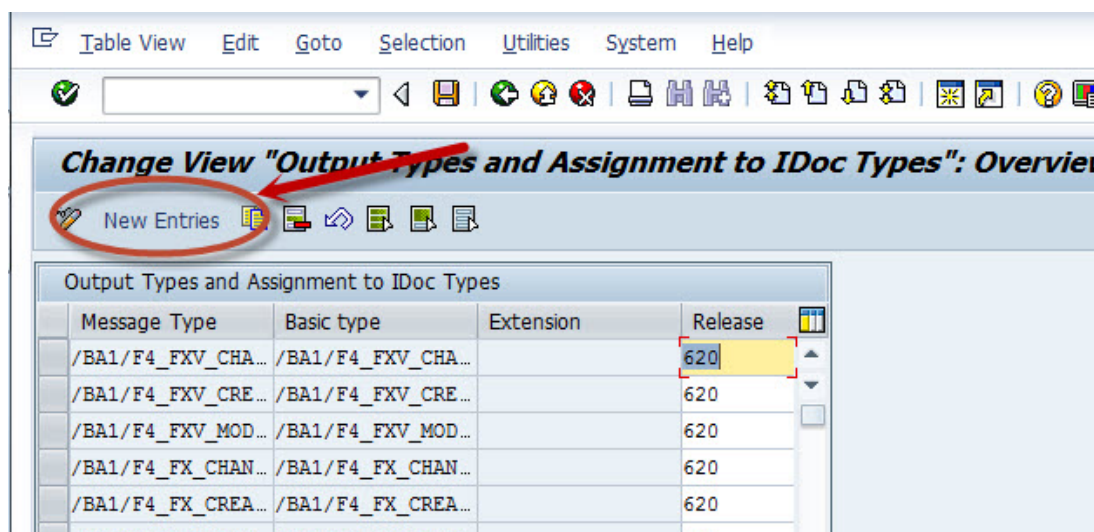 Table View Edit Goto Selection Utilities System Help
Change View "Output Types and Assignment to IDoc Types": Overview
New Entries
Output Types and Assignment to IDoc Types
Message Type Basic type Extension Release
/BA1/F4_FXV_CHA… /BA1/F4_FXV_CHA… 620
/BA1/F4_FXV_CRE… /BA1/F4_FXV_CRE… 620
/BA1/F4_FXV_MOD… /BA1/F4_FXV_MOD… 620
/BA1/F4_FX_CHAN… /BA1/F4_FX_CHAN… 620
/BA1/F4_FX_CREA… /BA1/F4_FX_CREA… 620